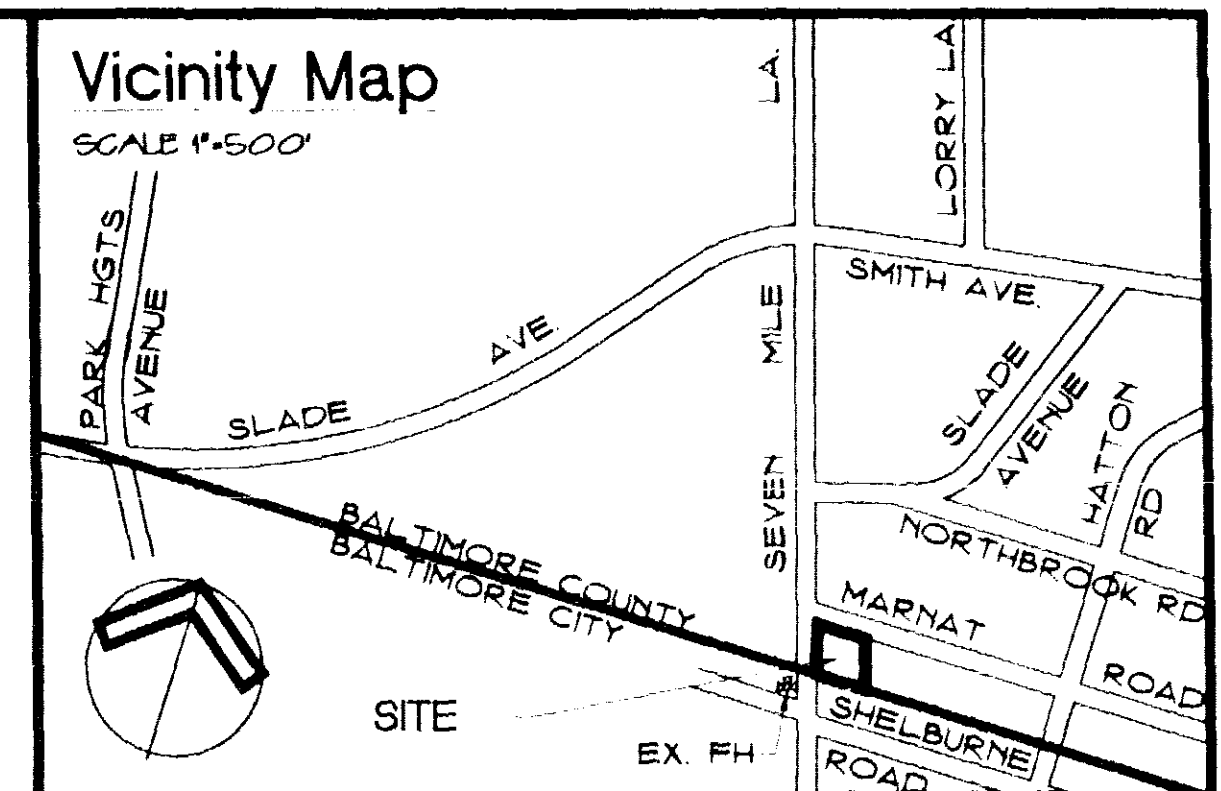 Vicinity Map
SCALE 1"=500'
PARK HGTS
AVENUE
SLADE AVE.
SEVEN MILE LA.
LORRY LA
SMITH AVE.
SLADE
AVENUE
HATTON
RD
NORTHBROOK RD
BALTIMORE COUNTY
BALTIMORE CITY
MARNAT ROAD
SITE
EX. FH
SHELBURNE
ROAD